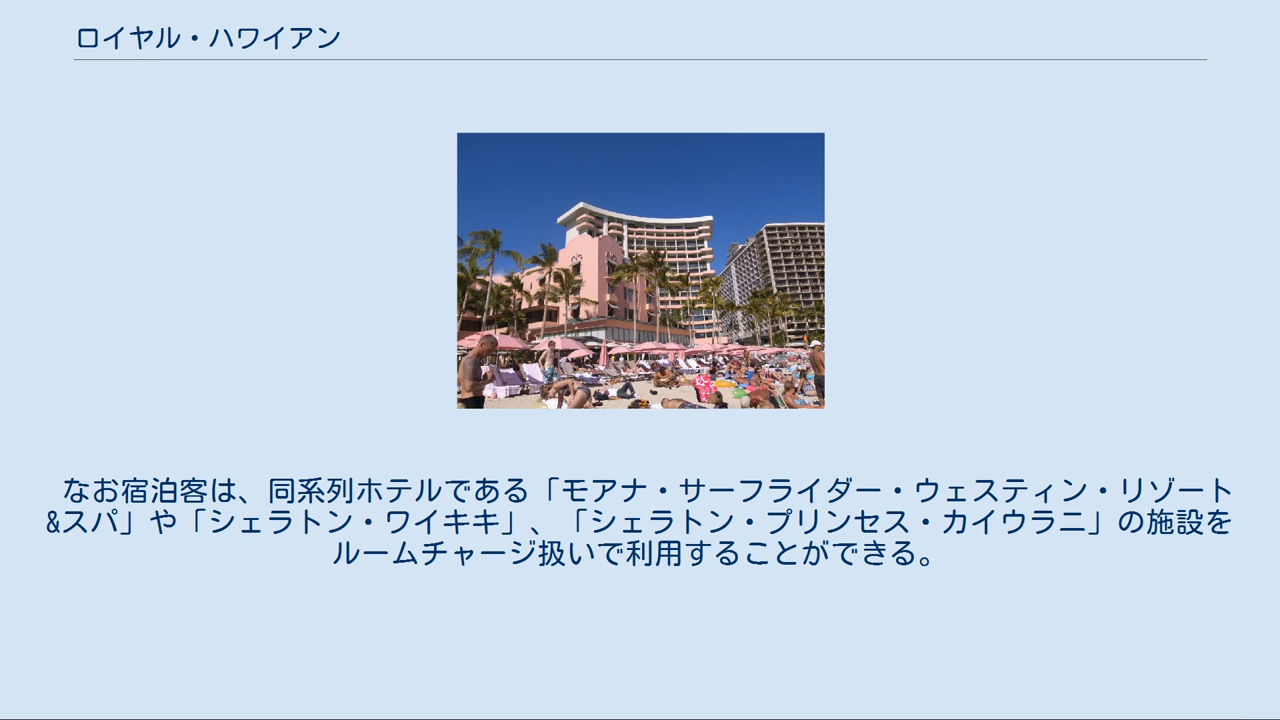 ロイヤル・ハワイアン
なお宿泊客は、同系列ホテルである「モアナ・サーフライダー・ウェスティン・リゾート
&スパ」や「シェラトン・ワイキキ」、「シェラトン・プリンセス・カイウラニ」の施設を
ルームチャージ扱いで利用することができる。